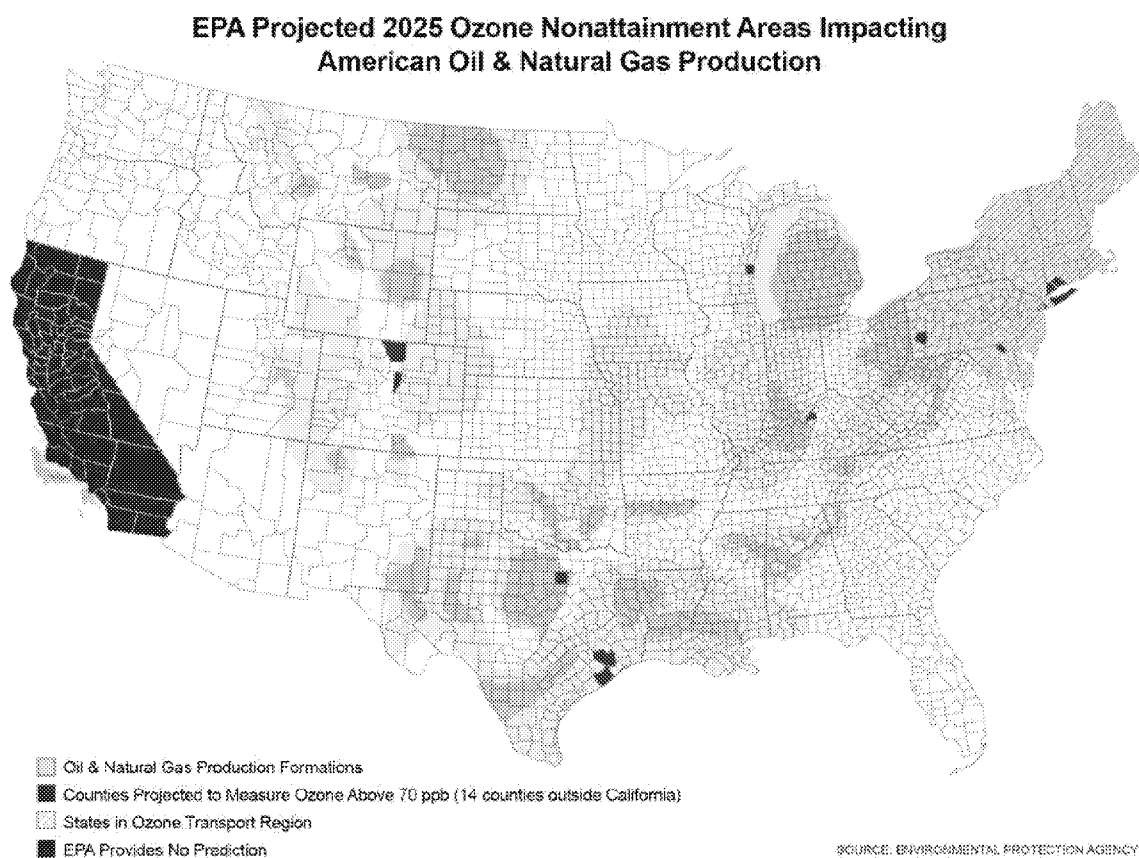 EPA Projected 2025 Ozone Nonattainment Areas Impacting
American Oil & Natural Gas Production
Oil & Natural Gas Production Formations
Counties Projected to Measure Ozone Above 70 ppb (14 counties outside California)
States in Ozone Transport Region
EPA Provides No Prediction
SOURCE: ENVIRONMENTAL PROTECTION AGENCY